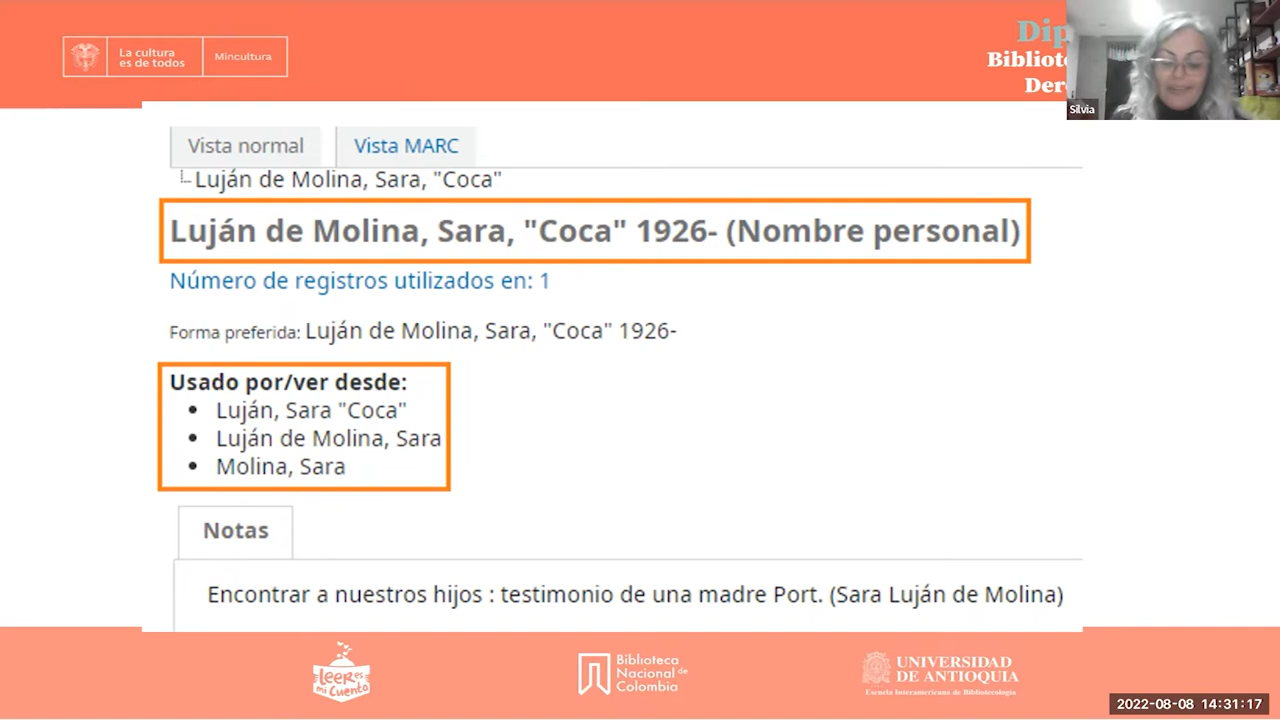 La cultura
es de todos
Mincultura
Dip
Bibliote
Der
Silvia
Vista normal
Vista MARC
Luján de Molina, Sara, "Coca"
Luján de Molina, Sara, "Coca" 1926- (Nombre personal)
Número de registros utilizados en: 1
Forma preferida: Luján de Molina, Sara, "Coca" 1926-
Usado por/ver desde:
• Luján, Sara "Coca"
• Luján de Molina, Sara
• Molina, Sara
Notas
Encontrar a nuestros hijos : testimonio de una madre Port. (Sara Luján de Molina)
Leer es
mi Cuento
Biblioteca
Nacional de
Colombia
UNIVERSIDAD
DE ANTIOQUIA
Escuela Interamericana de Bibliotecología
2022-08-08 14:31:17